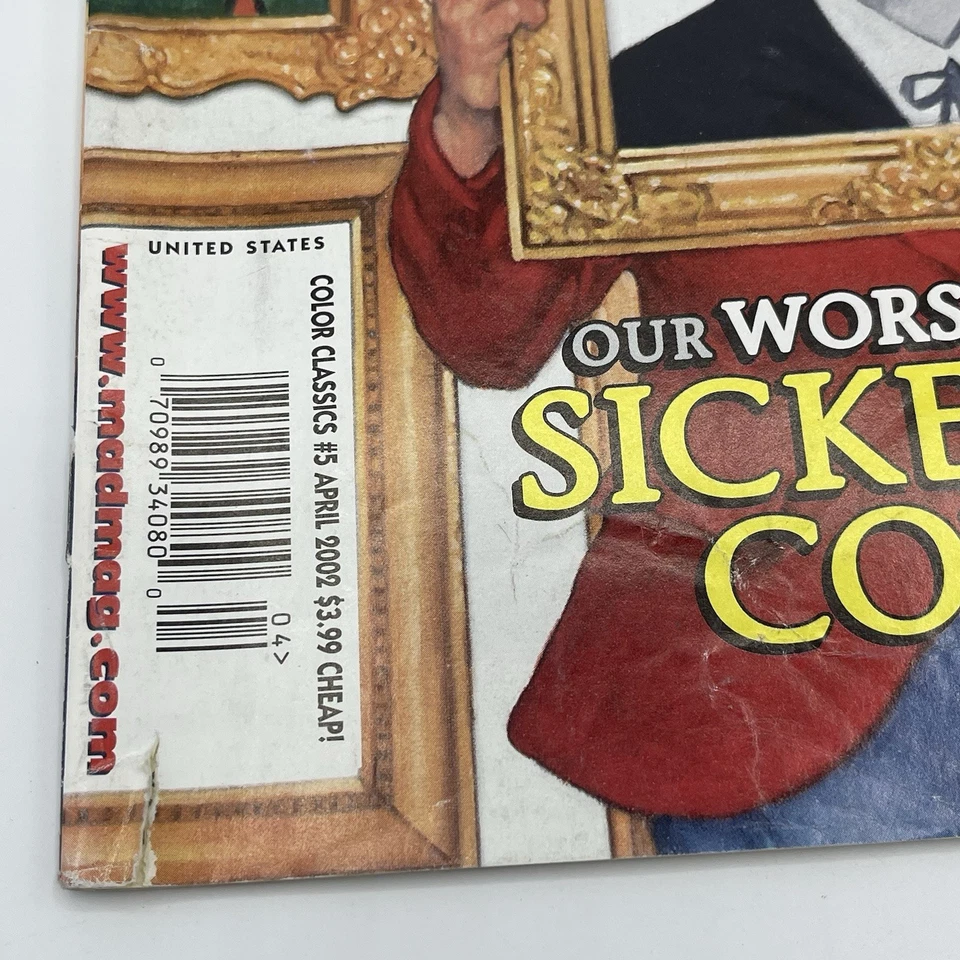 UNITED STATES
www.madmag.com
COLOR CLASSICS #5 APRIL 2002 $3.99 CHEAP!
0 70989 34080 0
04>
OUR WORS
SICKE
CO